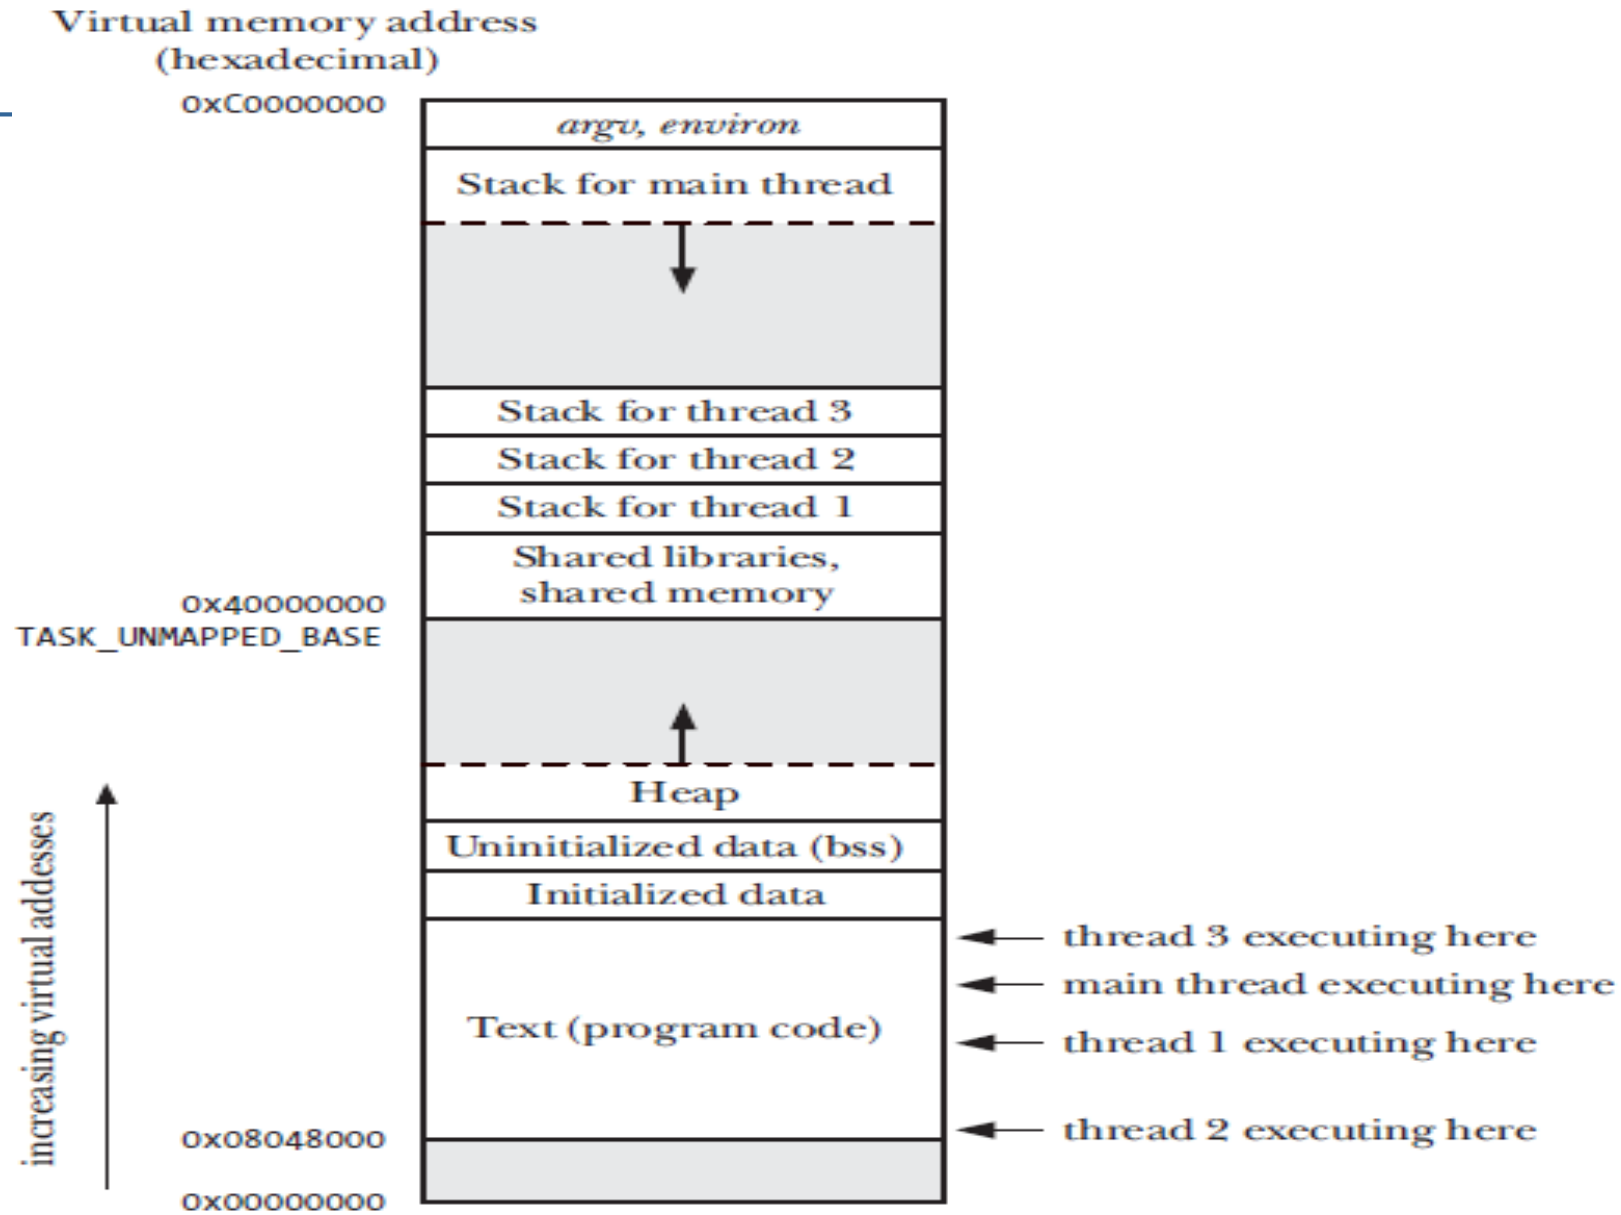 Virtual memory address
(hexadecimal)
0xC0000000
argv, environ
Stack for main thread
Stack for thread 3
Stack for thread 2
Stack for thread 1
Shared libraries,
shared memory
0x40000000
TASK_UNMAPPED_BASE
Heap
Uninitialized data (bss)
Initialized data
thread 3 executing here
main thread executing here
Text (program code)
thread 1 executing here
thread 2 executing here
0x08048000
0x00000000
increasing virtual addesses